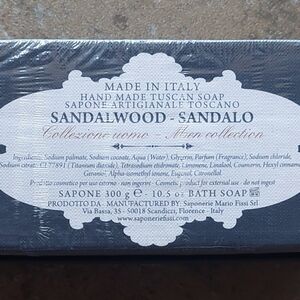 MADE IN ITALY
HAND MADE TUSCAN SOAP
SAPONE ARTIGIANALE TOSCANO
SANDALWOOD - SANDALO
Collezione uomo - Men collection
Ingredients: Sodium palmate, Sodium cocoate, Aqua (Water), Glycerin, Parfum (Fragrance), Sodium chloride,
Sodium citrate, CI 77891 (Titanium dioxide), Tetrasodium etidronate, Limonene, Linalool, Coumarin, Hexyl cinnamal,
Geraniol, Alpha-isomethyl ionone, Eugenol, Citronellol.
Prodotto cosmetico per uso esterno - non ingerire - Cosmetic product for external use - do not ingest
SAPONE 300 g ℮ - 10.5 oz BATH SOAP
PRODOTTO DA - MANUFACTURED BY: Saponerie Mario Fissi Srl
Via Bassa, 35 - 50018 Scandicci, Florence - Italy
www.saponeriefissi.com